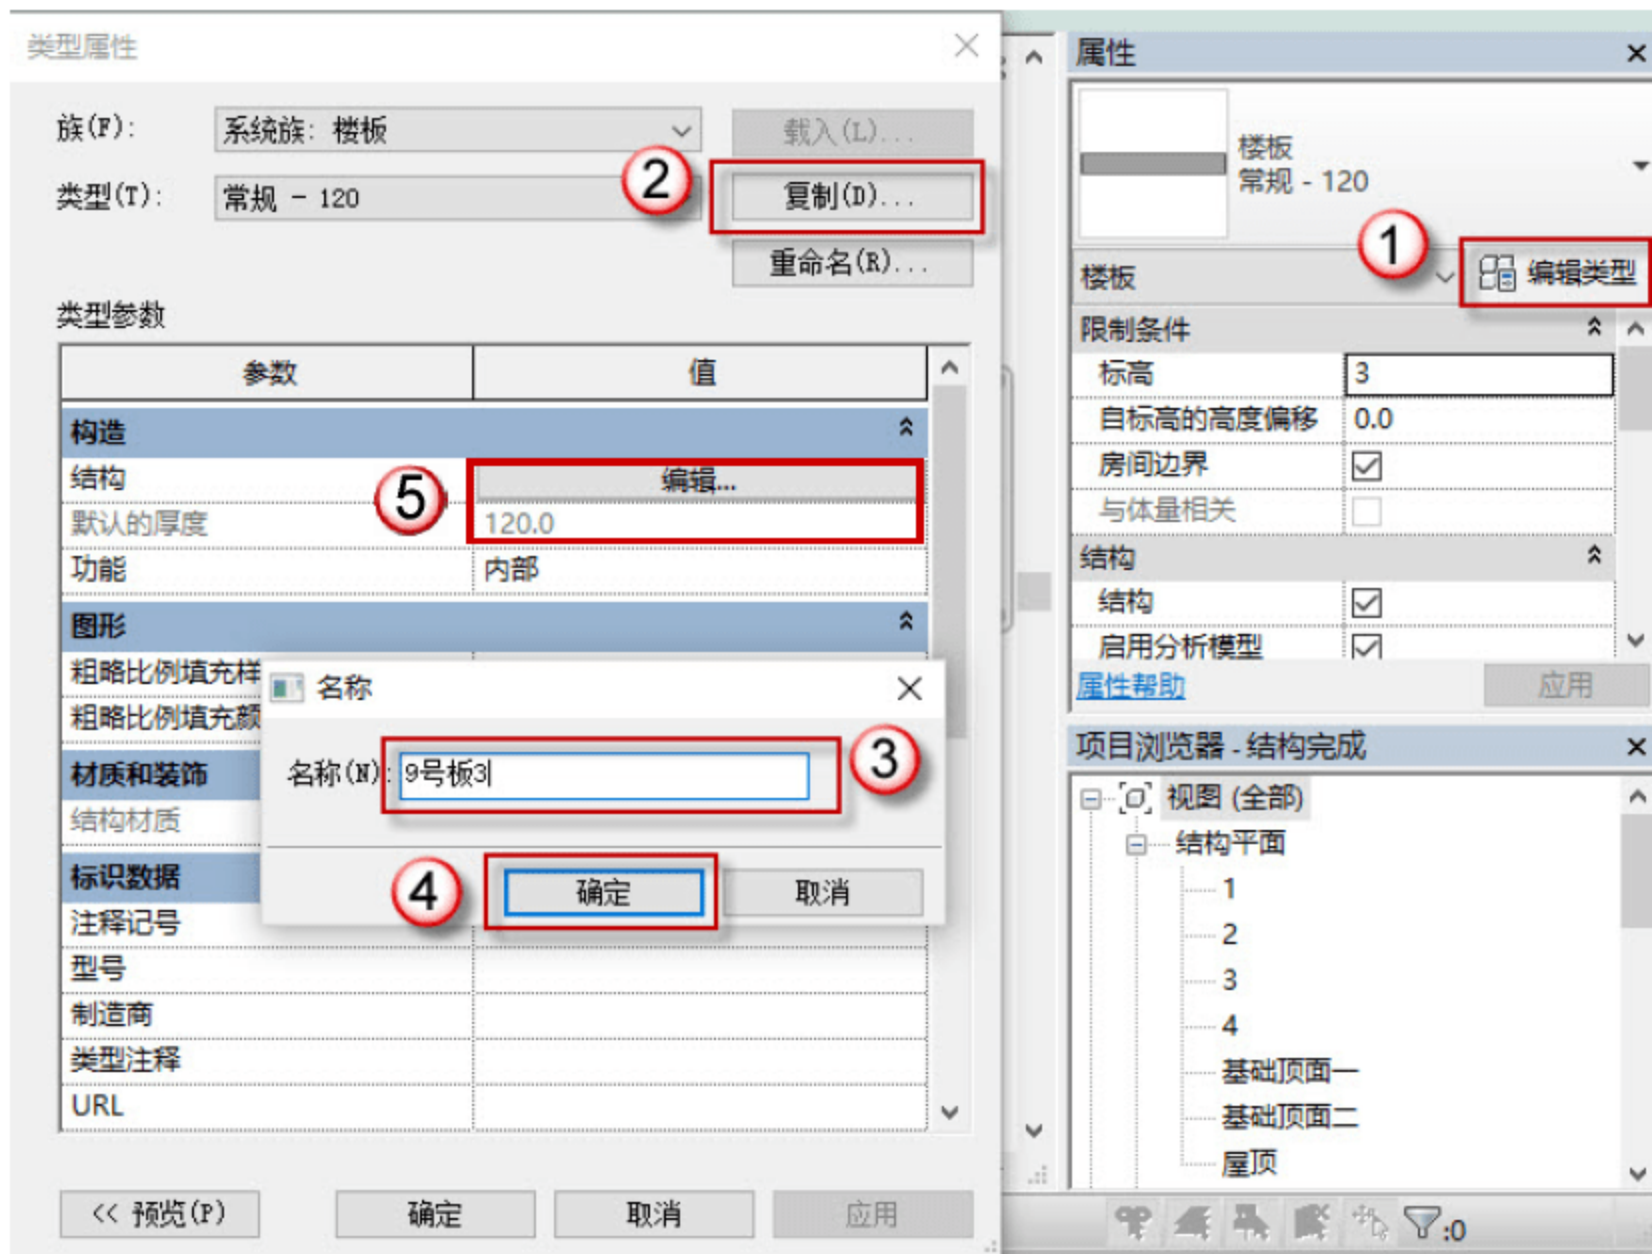 类型属性
族(F):
系统族: 楼板
载入(L)...
2
类型(T):
常规 - 120
复制(D)...
重命名(R)...
类型参数
参数
值
构造
结构
编辑...
5
默认的厚度
120.0
功能
内部
图形
粗略比例填充样
粗略比例填充颜
材质和装饰
结构材质
标识数据
注释记号
型号
制造商
类型注释
URL
名称
名称(N):
9号板3
3
4
确定
取消
<< 预览(P)
确定
取消
应用
属性
楼板
常规 - 120
1
楼板
编辑类型
限制条件
标高
3
自标高的高度偏移
0.0
房间边界
与体量相关
结构
结构
启用分析模型
属性帮助
应用
项目浏览器 - 结构完成
视图 (全部)
结构平面
1
2
3
4
基础顶面一
基础顶面二
屋顶
:0